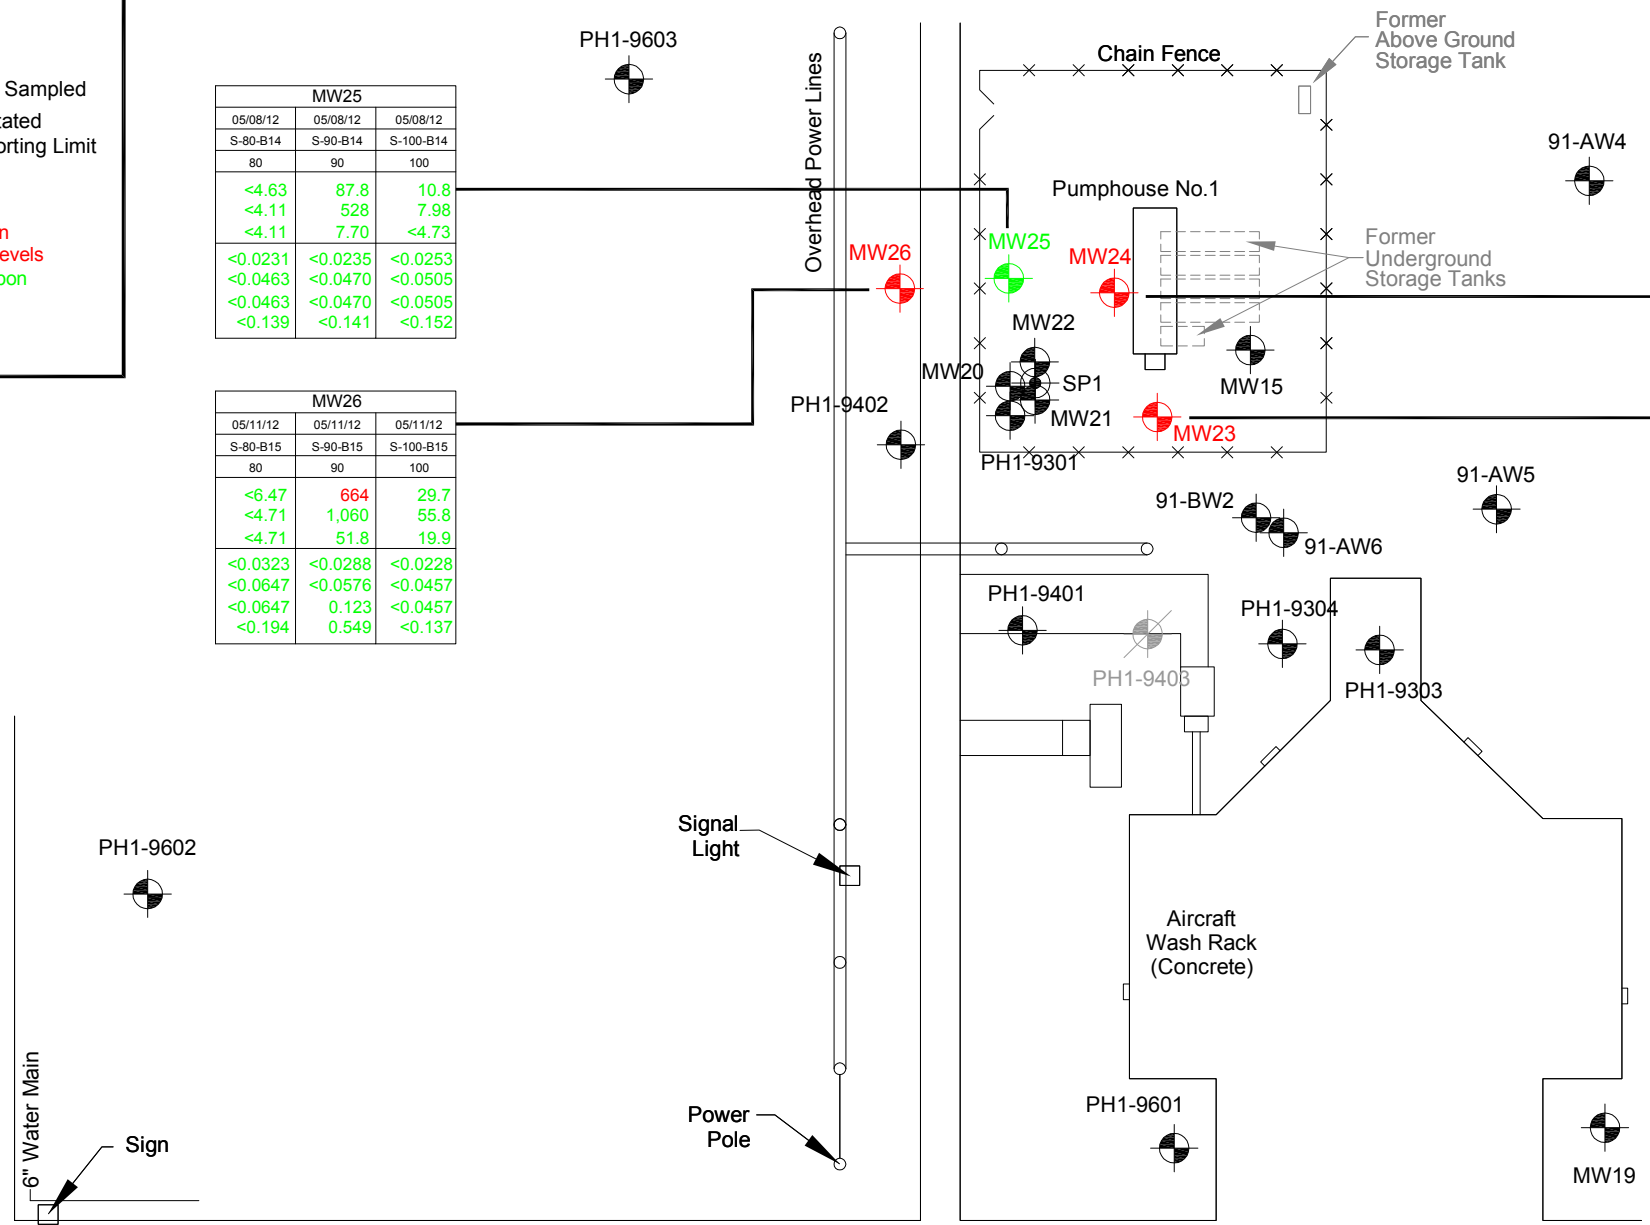 Sampled
orting Limit
PH1-9603
Chain Fence
Former
Above Ground
Storage Tank
Overhead Power Lines
91-AW4
MW25
05/08/12 05/08/12 05/08/12
S-80-B14 S-90-B14 S-100-B14
80 90 100
<4.63 87.8 10.8
<4.11 528 7.98
<4.11 7.70 <4.73
<0.0231 <0.0235 <0.0253
<0.0463 <0.0470 <0.0505
<0.0463 <0.0470 <0.0505
<0.139 <0.141 <0.152
Pumphouse No.1
MW26
MW25
MW24
Former
Underground
Storage Tanks
MW22
MW20
SP1
MW21
MW15
MW23
PH1-9301
PH1-9402
MW26
05/11/12 05/11/12 05/11/12
S-80-B15 S-90-B15 S-100-B15
80 90 100
<6.47 664 29.7
<4.71 1,060 55.8
<4.71 51.8 19.9
<0.0323 <0.0288 <0.0228
<0.0647 <0.0576 <0.0457
<0.0647 0.123 <0.0457
<0.194 0.549 <0.137
91-AW5
91-BW2
91-AW6
PH1-9401
PH1-9304
PH1-9403
PH1-9303
Signal
Light
PH1-9602
Aircraft
Wash Rack
(Concrete)
6" Water Main
Sign
Power
Pole
PH1-9601
MW19